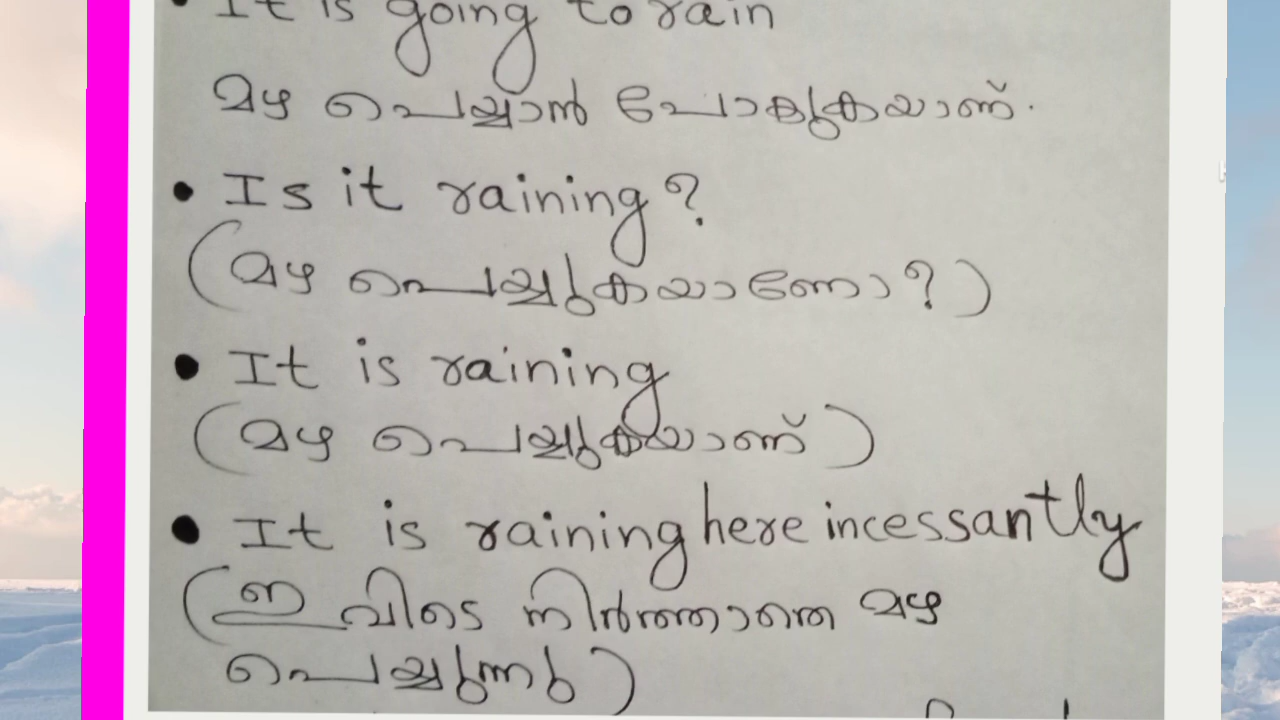 • It is going to rain
മഴ പെയ്യാൻ പോകുകയാണ്.
• Is it raining?
(മഴ പെയ്യുകയാണോ?)
• It is raining
(മഴ പെയ്യുകയാണ്)
• It is raining here incessantly
(ഇവിടെ നിർത്താതെ മഴ
പെയ്യുന്നു)